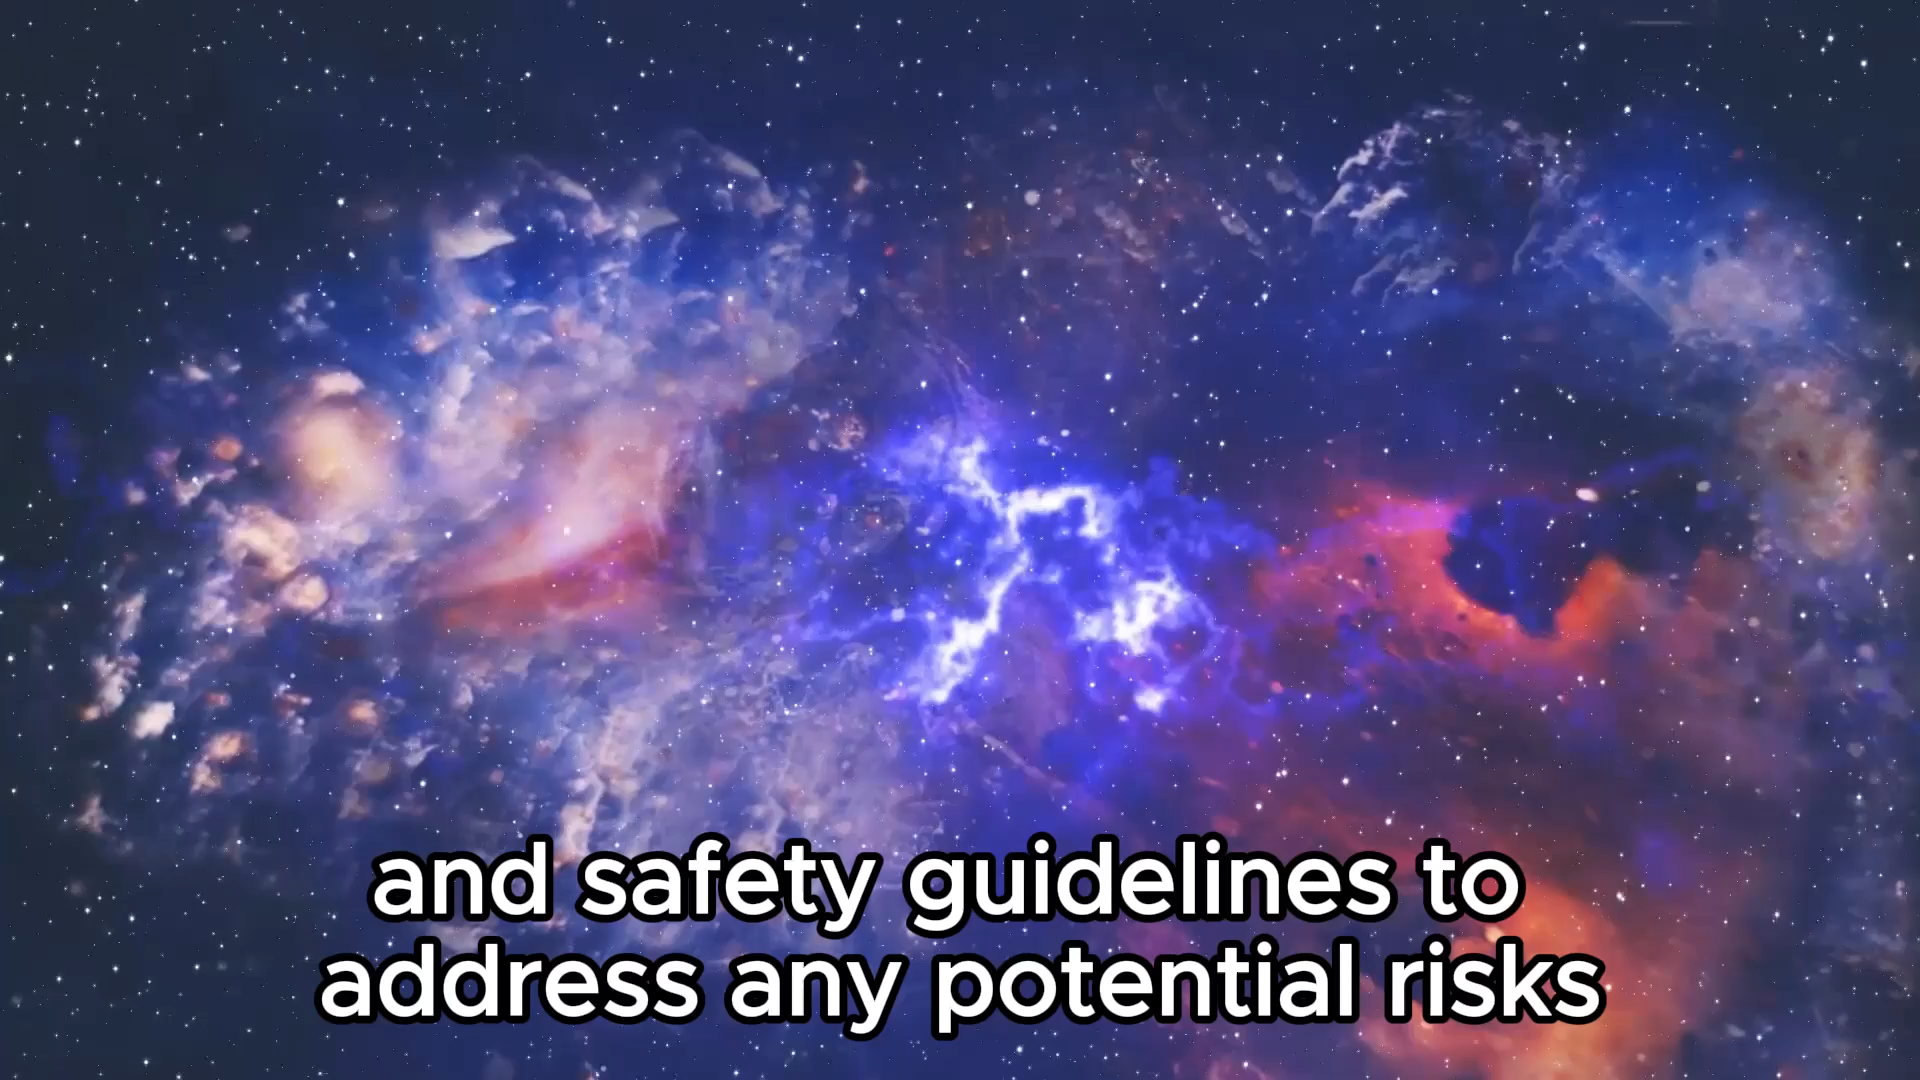 and safety guidelines to
address any potential risks